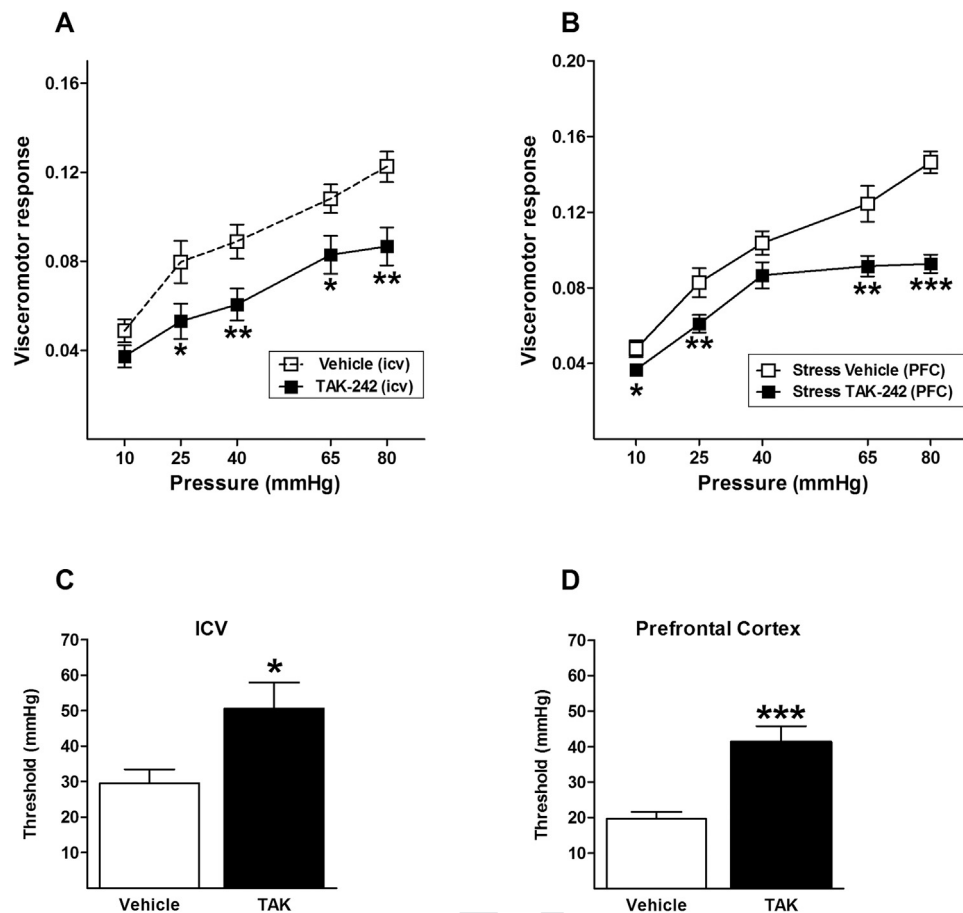 A
0.16
0.12
0.08
0.04
Visceromotor response
*
**
*
**
Vehicle (icv)
TAK-242 (icv)
10 25 40 65 80
Pressure (mmHg)
B
0.20
0.16
0.12
0.08
0.04
0.00
Visceromotor response
*
**
**
***
Stress Vehicle (PFC)
Stress TAK-242 (PFC)
10 25 40 65 80
Pressure (mmHg)
C
ICV
70
60
50
40
30
20
10
Threshold (mmHg)
*
Vehicle TAK
D
Prefrontal Cortex
70
60
50
40
30
20
10
Threshold (mmHg)
***
Vehicle TAK